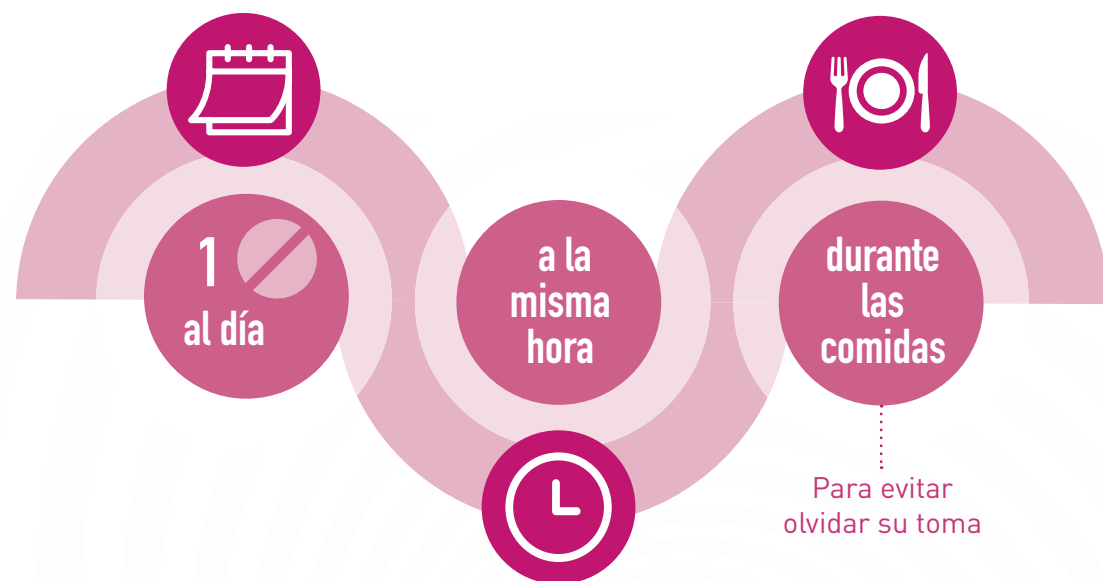 1
al día
a la
misma
hora
durante
las
comidas
Para evitar
olvidar su toma